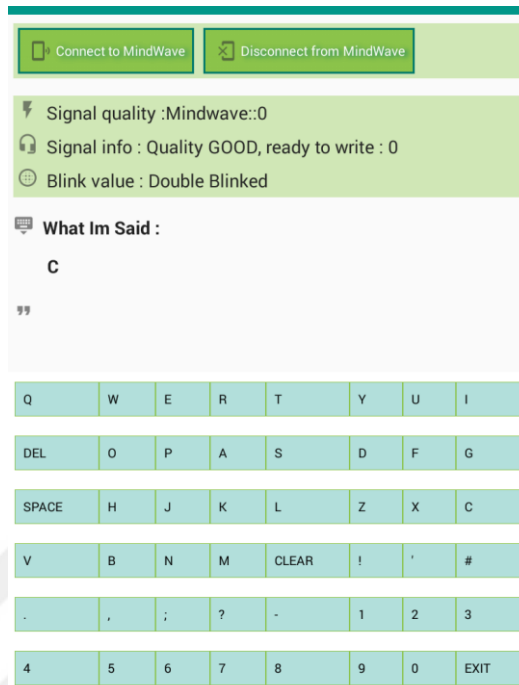 Connect to MindWave Disconnect from MindWave
Signal quality :Mindwave::0
Signal info : Quality GOOD, ready to write : 0
Blink value : Double Blinked
What Im Said :
C
Q W E R T Y U I
DEL O P A S D F G
SPACE H J K L Z X C
V B N M CLEAR ! ' #
. , ; ? - 1 2 3
4 5 6 7 8 9 0 EXIT